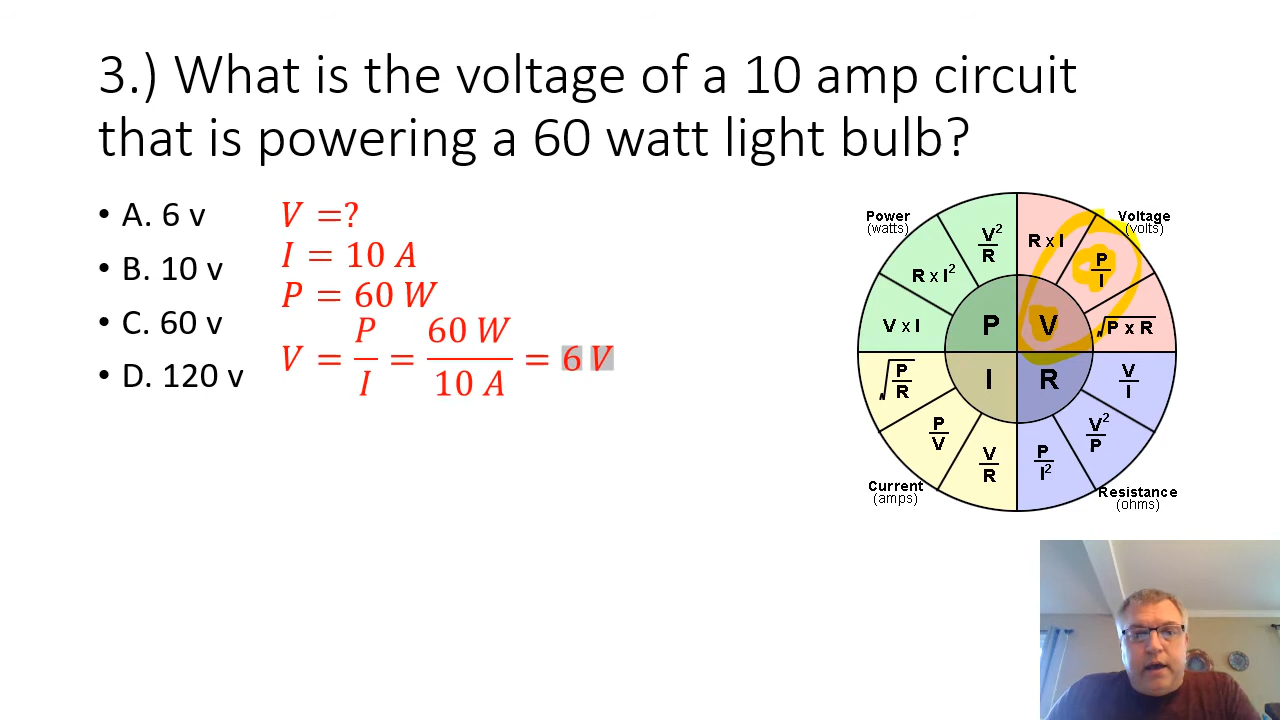 3.) What is the voltage of a 10 amp circuit
that is powering a 60 watt light bulb?
• A. 6 v
• B. 10 v
• C. 60 v
• D. 120 v
V =?
I = 10 A
P = 60 W
V = P/I = 60 W/10 A = 6 V
Power
(watts)
Voltage
(volts)
V²/R
R x I
R x I²
P/I
V x I
√P x R
P
V
I
R
√P/R
V/I
P/V
V²/P
V/R
P/I²
Current
(amps)
Resistance
(ohms)